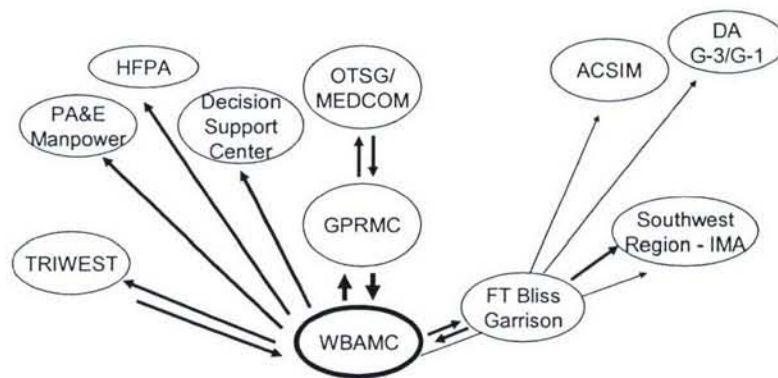 DA
G-3/G-1
HFPA
OTSG/
MEDCOM
ACSIM
PA&E
Manpower
Decision
Support
Center
GPRMC
Southwest
Region - IMA
TRIWEST
FT Bliss
Garrison
WBAMC